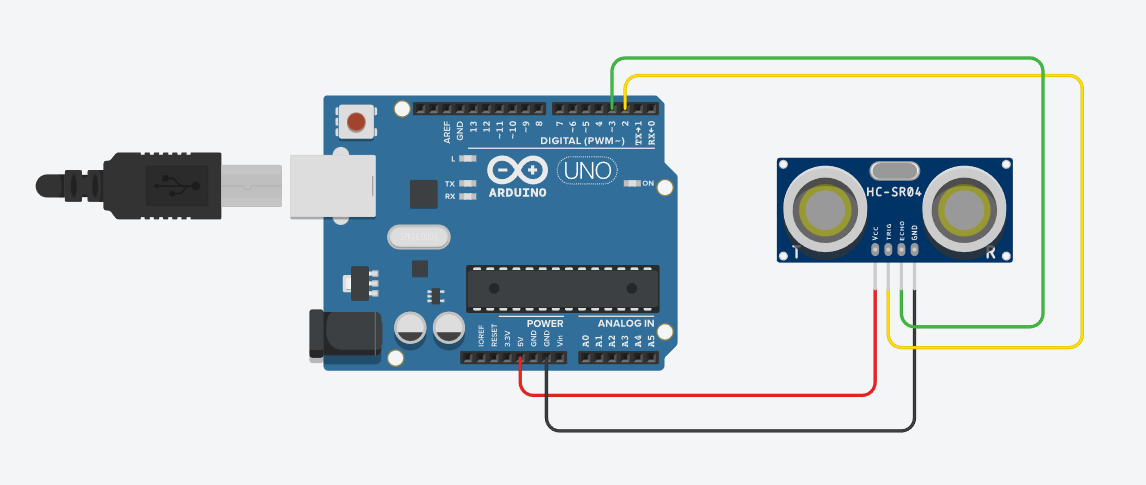 AREF
GND
13
12
~11
~10
~9
8
7
~6
~5
4
~3
2
TX→1
RX←0
DIGITAL (PWM~)
L
TX
RX
ARDUINO
UNO
ON
POWER
ANALOG IN
IOREF
RESET
3.3V
5V
GND
GND
Vin
A0
A1
A2
A3
A4
A5
HC-SR04
VCC
TRIG
ECHO
GND
T
R